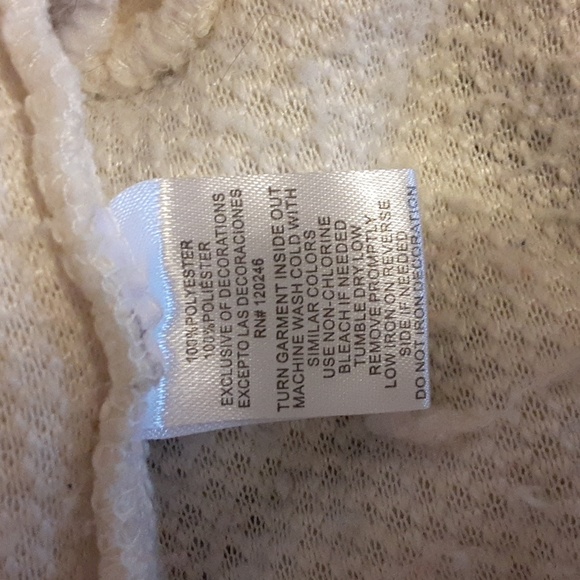 100% POLYESTER
100% POLIÉSTER
EXCLUSIVE OF DECORATIONS
EXCEPTO LAS DECORACIONES
RN# 120246
TURN GARMENT INSIDE OUT
MACHINE WASH COLD WITH
SIMILAR COLORS
USE NON-CHLORINE
BLEACH IF NEEDED
TUMBLE DRY LOW
REMOVE PROMPTLY
LOW IRON ON REVERSE
SIDE IF NEEDED
DO NOT IRON DECORATION